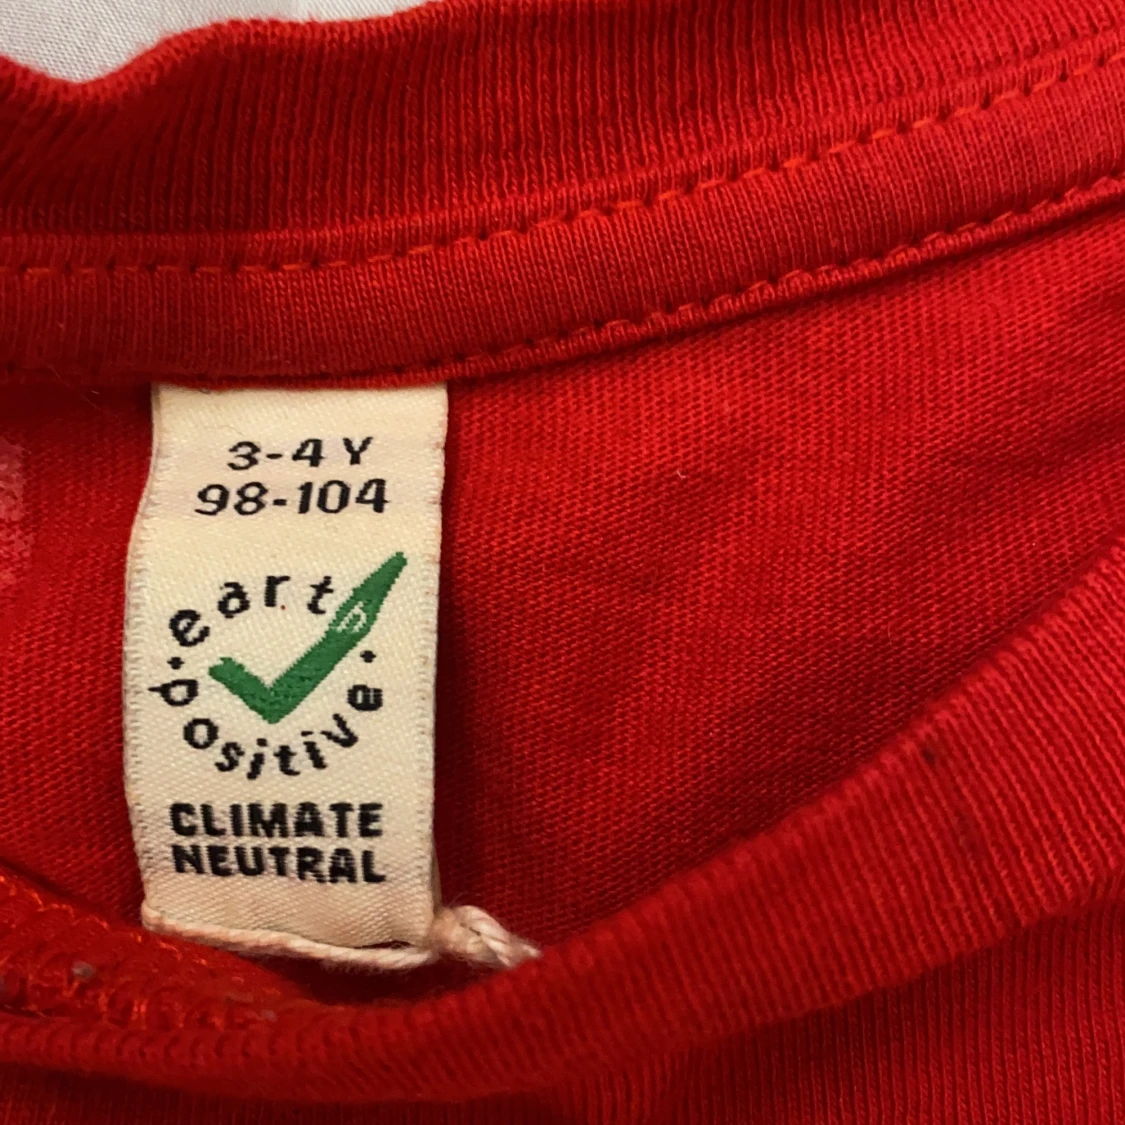 3-4 Y
98-104
earth
positive
CLIMATE
NEUTRAL